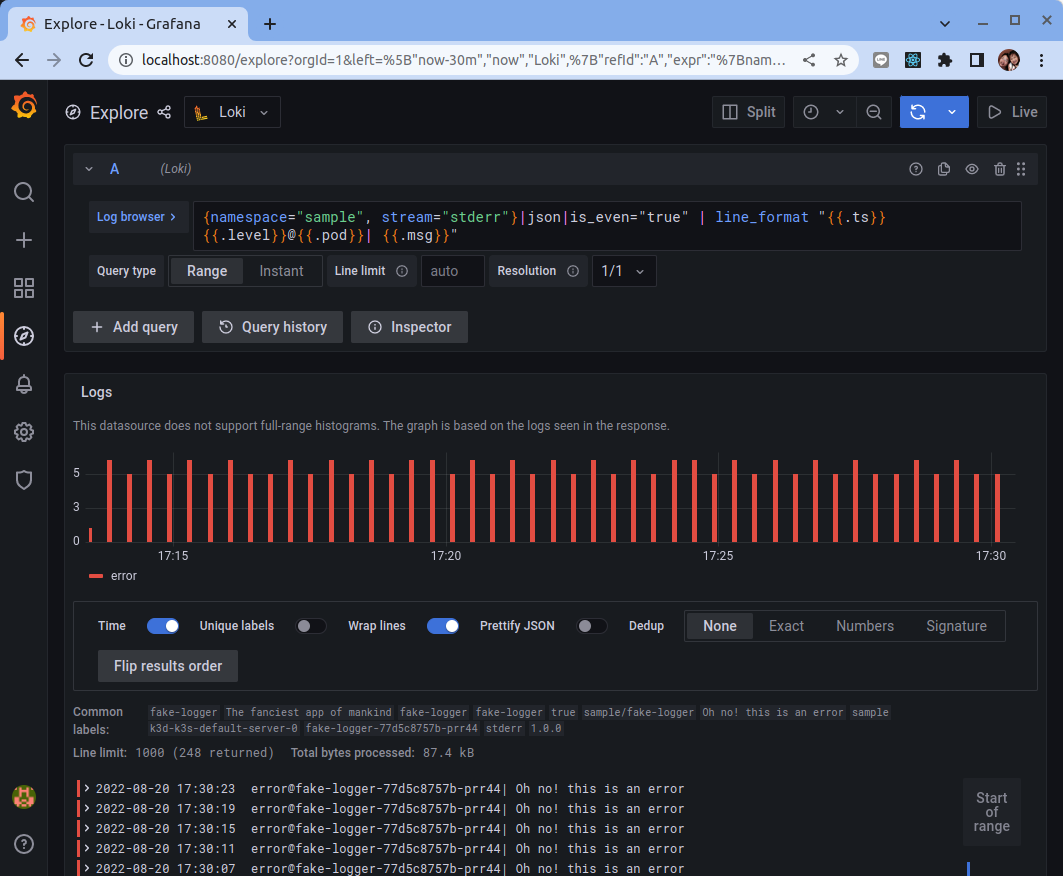 Explore - Loki - Grafana
localhost:8080/explore?orgId=1&left=%5B"now-30m","now","Loki",%7B"refId":"A","expr":"%7Bnam...
Explore Loki Split Live
A (Loki)
Log browser {namespace="sample", stream="stderr"}|json|is_even="true" | line_format "{{.ts}}
{{.level}}@{{.pod}}| {{.msg}}"
Query type Range Instant Line limit auto Resolution 1/1
Add query Query history Inspector
Logs
This datasource does not support full-range histograms. The graph is based on the logs seen in the response.
5
3
0
17:15 17:20 17:25 17:30
error
Time Unique labels Wrap lines Prettify JSON Dedup None Exact Numbers Signature
Flip results order
Common labels: fake-logger The fanciest app of mankind fake-logger fake-logger true sample/fake-logger Oh no! this is an error sample
k3d-k3s-default-server-0 fake-logger-77d5c8757b-prr44 stderr 1.0.0
Line limit: 1000 (248 returned) Total bytes processed: 87.4 kB
2022-08-20 17:30:23 error@fake-logger-77d5c8757b-prr44| Oh no! this is an error
2022-08-20 17:30:19 error@fake-logger-77d5c8757b-prr44| Oh no! this is an error
2022-08-20 17:30:15 error@fake-logger-77d5c8757b-prr44| Oh no! this is an error
2022-08-20 17:30:11 error@fake-logger-77d5c8757b-prr44| Oh no! this is an error
2022-08-20 17:30:07 error@fake-logger-77d5c8757b-prr44| Oh no! this is an error
Start
of
range